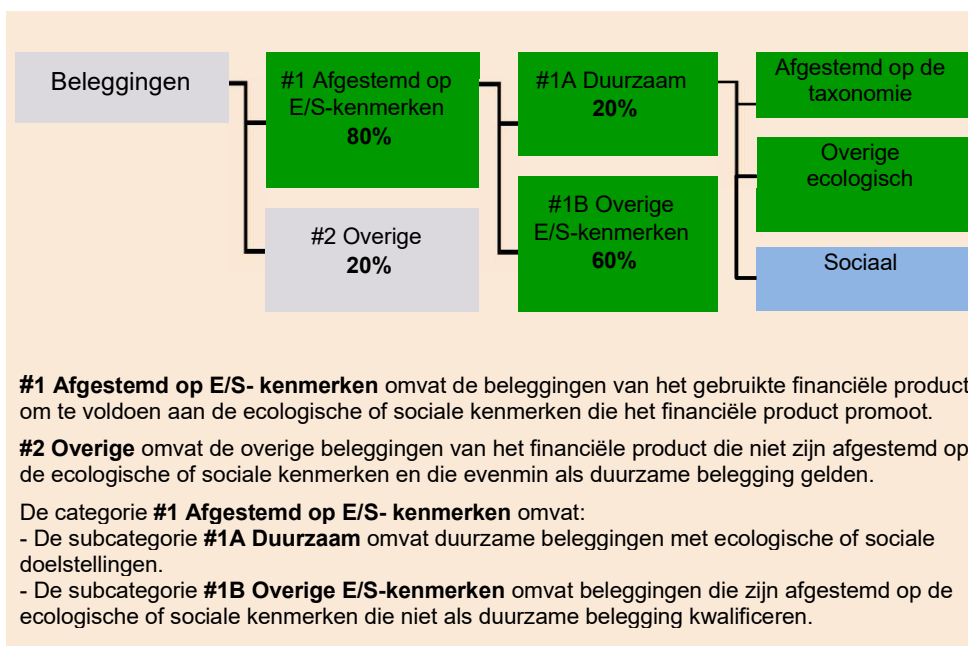 Beleggingen
#1 Afgestemd op
E/S-kenmerken
80%
#2 Overige
20%
#1A Duurzaam
20%
#1B Overige
E/S-kenmerken
60%
Afgestemd op de
taxonomie
Overige
ecologisch
Sociaal
#1 Afgestemd op E/S- kenmerken omvat de beleggingen van het gebruikte financiële product
om te voldoen aan de ecologische of sociale kenmerken die het financiële product promoot.
#2 Overige omvat de overige beleggingen van het financiële product die niet zijn afgestemd op
de ecologische of sociale kenmerken en die evenmin als duurzame belegging gelden.
De categorie #1 Afgestemd op E/S- kenmerken omvat:
- De subcategorie #1A Duurzaam omvat duurzame beleggingen met ecologische of sociale
doelstellingen.
- De subcategorie #1B Overige E/S-kenmerken omvat beleggingen die zijn afgestemd op de
ecologische of sociale kenmerken die niet als duurzame belegging kwalificeren.